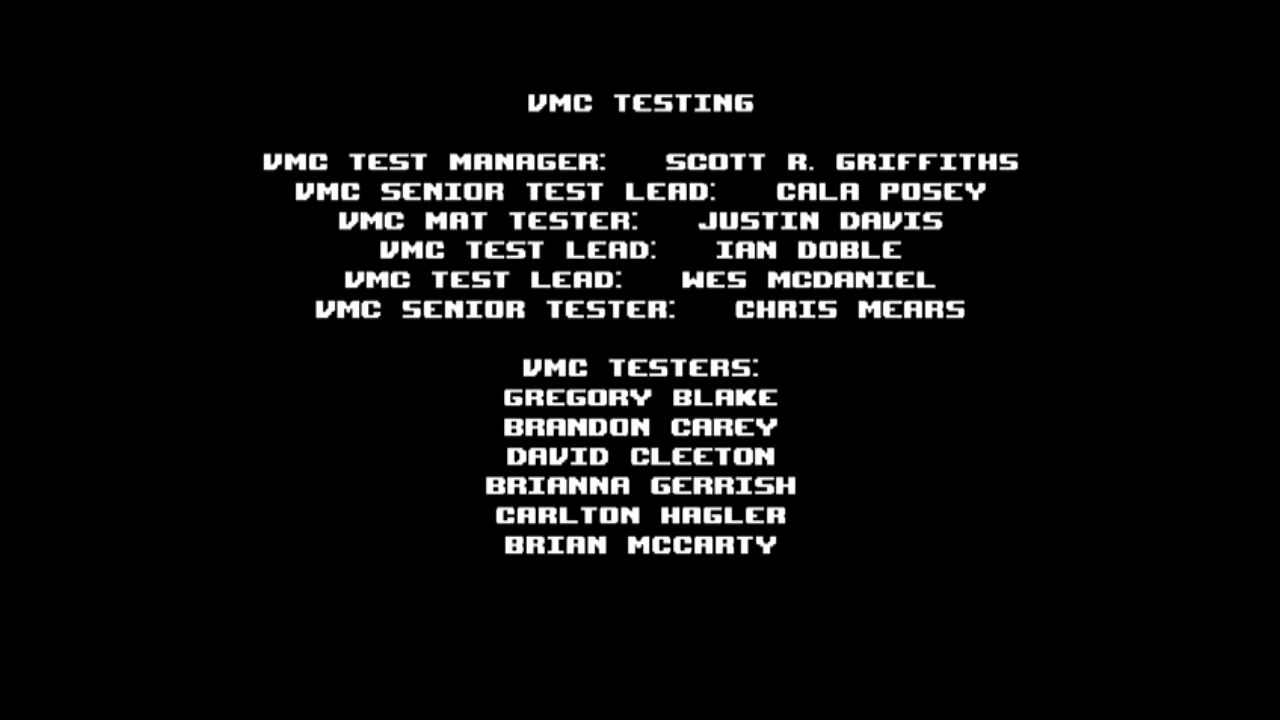 VMC TESTING
VMC TEST MANAGER: SCOTT R. GRIFFITHS
VMC SENIOR TEST LEAD: CALA POSEY
VMC MAT TESTER: JUSTIN DAVIS
VMC TEST LEAD: IAN DOBLE
VMC TEST LEAD: WES MCDANIEL
VMC SENIOR TESTER: CHRIS MEARS
VMC TESTERS:
GREGORY BLAKE
BRANDON CAREY
DAVID CLEETON
BRIANNA GERRISH
CARLTON HAGLER
BRIAN MCCARTY